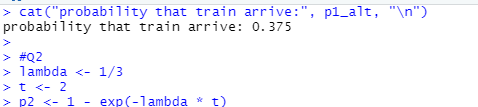 > cat("probability that train arrive:", p1_alt, "\n")
probability that train arrive: 0.375
>
> #Q2
> lambda <- 1/3
> t <- 2
> p2 <- 1 - exp(-lambda * t)